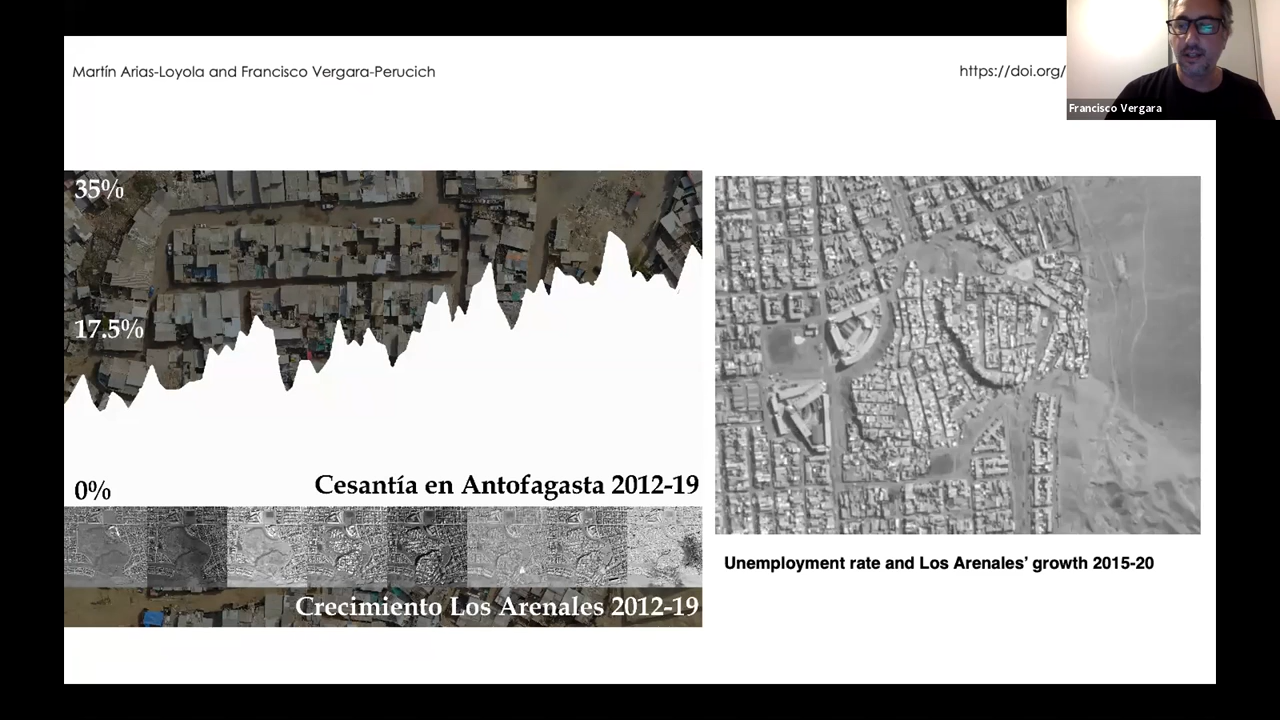 Martín Arias-Loyola and Francisco Vergara-Perucich
https://doi.org/
Francisco Vergara
35%
17.5%
0%
Cesantía en Antofagasta 2012-19
Crecimiento Los Arenales 2012-19
Unemployment rate and Los Arenales’ growth 2015-20